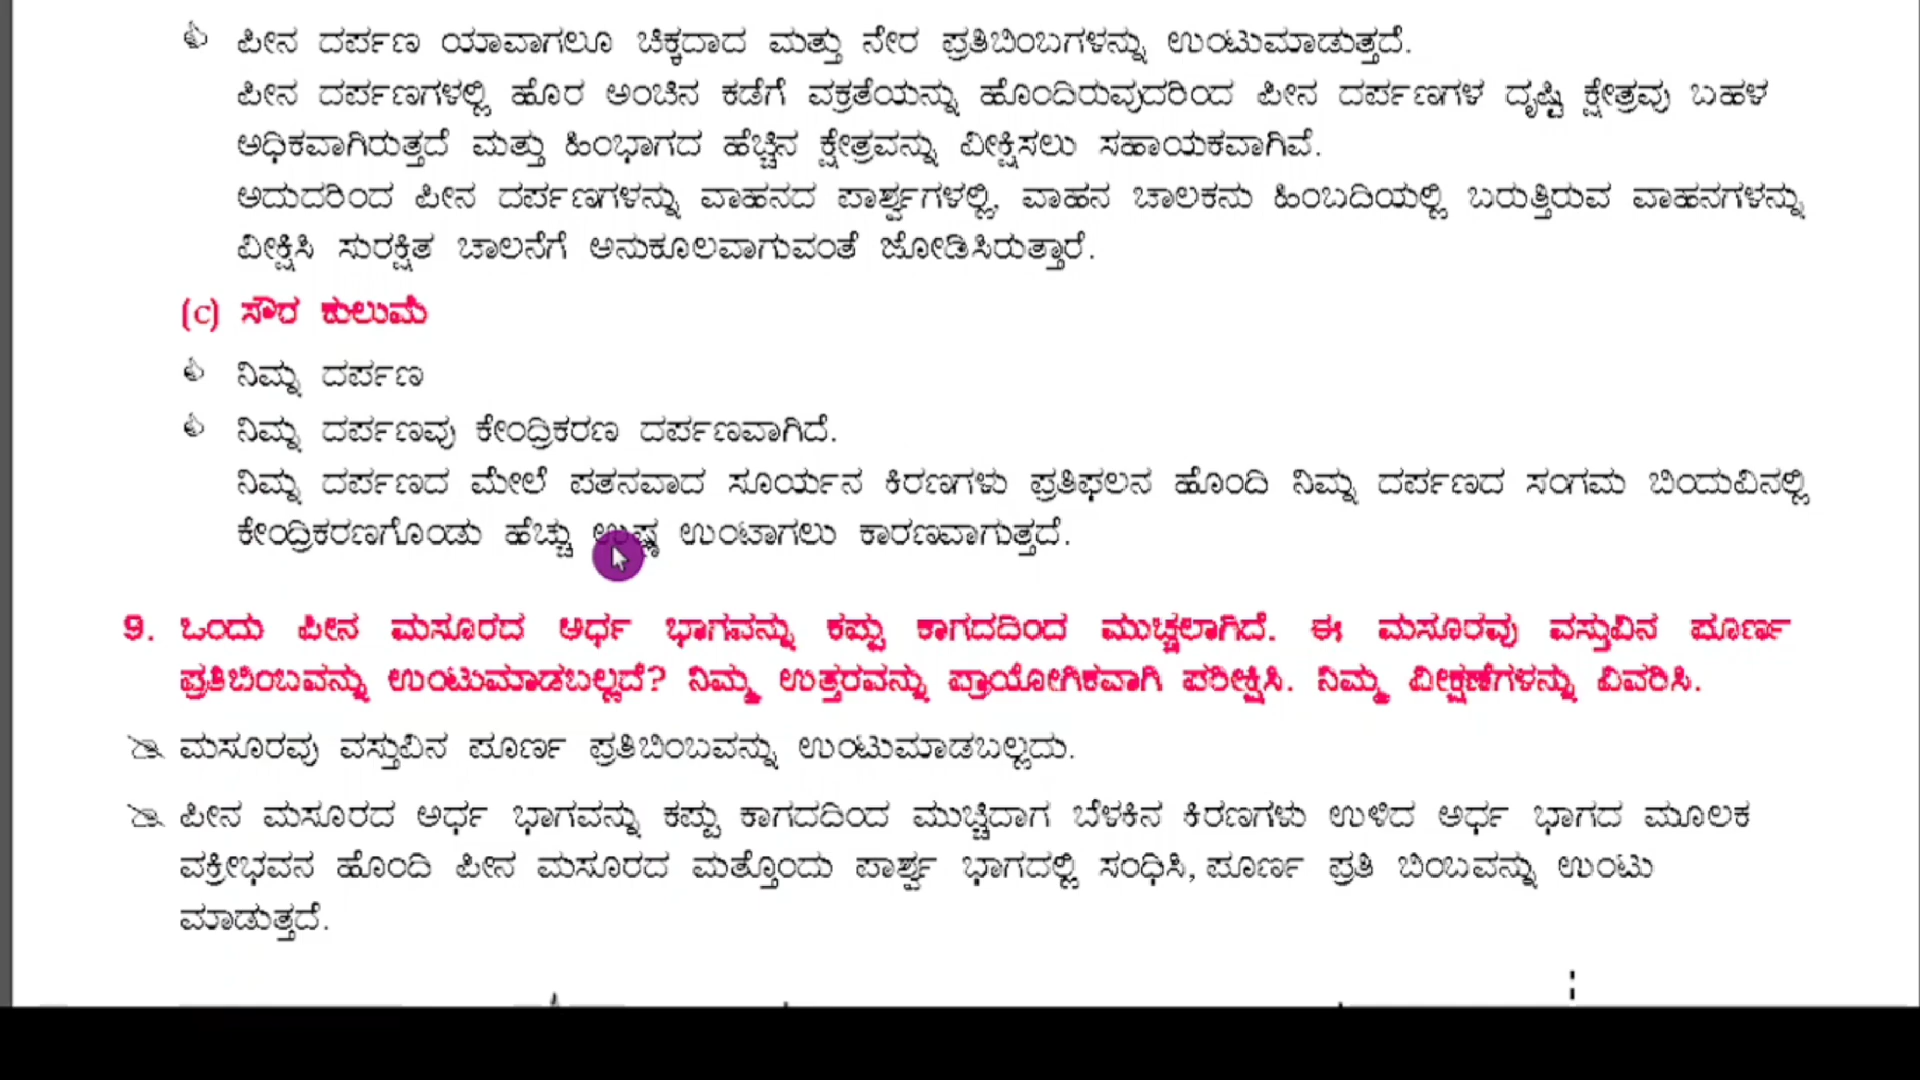 ಪೀನ ದರ್ಪಣ ಯಾವಾಗಲೂ ಚಿಕ್ಕದಾದ ಮತ್ತು ನೇರ ಪ್ರತಿಬಿಂಬಗಳನ್ನು ಉಂಟುಮಾಡುತ್ತದೆ.
ಪೀನ ದರ್ಪಣಗಳಲ್ಲಿ ಹೊರ ಅಂಚಿನ ಕಡೆಗೆ ವಕ್ರತೆಯನ್ನು ಹೊಂದಿರುವುದರಿಂದ ಪೀನ ದರ್ಪಣಗಳ ದೃಷ್ಟಿ ಕ್ಷೇತ್ರವು ಬಹಳ
ಅಧಿಕವಾಗಿರುತ್ತದೆ ಮತ್ತು ಹಿಂಭಾಗದ ಹೆಚ್ಚಿನ ಕ್ಷೇತ್ರವನ್ನು ವೀಕ್ಷಿಸಲು ಸಹಾಯಕವಾಗಿವೆ.
ಅದುದರಿಂದ ಪೀನ ದರ್ಪಣಗಳನ್ನು ವಾಹನದ ಪಾರ್ಶ್ವಗಳಲ್ಲಿ, ವಾಹನ ಚಾಲಕನು ಹಿಂಬದಿಯಲ್ಲಿ ಬರುತ್ತಿರುವ ವಾಹನಗಳನ್ನು
ವೀಕ್ಷಿಸಿ ಸುರಕ್ಷಿತ ಚಾಲನೆಗೆ ಅನುಕೂಲವಾಗುವಂತೆ ಜೋಡಿಸಿರುತ್ತಾರೆ.
(c) ಸೌರ ಕುಲುಮೆ
ನಿಮ್ನ ದರ್ಪಣ
ನಿಮ್ನ ದರ್ಪಣವು ಕೇಂದ್ರಿಕರಣ ದರ್ಪಣವಾಗಿದೆ.
ನಿಮ್ನ ದರ್ಪಣದ ಮೇಲೆ ಪತನವಾದ ಸೂರ್ಯನ ಕಿರಣಗಳು ಪ್ರತಿಫಲನ ಹೊಂದಿ ನಿಮ್ನ ದರ್ಪಣದ ಸಂಗಮ ಬಿಂದುವಿನಲ್ಲಿ
ಕೇಂದ್ರಿಕರಣಗೊಂಡು ಹೆಚ್ಚು ಉಷ್ಣ ಉಂಟಾಗಲು ಕಾರಣವಾಗುತ್ತದೆ.
9. ಒಂದು ಪೀನ ಮಸೂರದ ಅರ್ಧ ಭಾಗವನ್ನು ಕಪ್ಪು ಕಾಗದದಿಂದ ಮುಚ್ಚಲಾಗಿದೆ. ಈ ಮಸೂರವು ವಸ್ತುವಿನ ಪೂರ್ಣ
ಪ್ರತಿಬಿಂಬವನ್ನು ಉಂಟುಮಾಡಬಲ್ಲದೆ? ನಿಮ್ಮ ಉತ್ತರವನ್ನು ಪ್ರಾಯೋಗಿಕವಾಗಿ ಪರೀಕ್ಷಿಸಿ. ನಿಮ್ಮ ವೀಕ್ಷಣೆಗಳನ್ನು ವಿವರಿಸಿ.
ಮಸೂರವು ವಸ್ತುವಿನ ಪೂರ್ಣ ಪ್ರತಿಬಿಂಬವನ್ನು ಉಂಟುಮಾಡಬಲ್ಲದು.
ಪೀನ ಮಸೂರದ ಅರ್ಧ ಭಾಗವನ್ನು ಕಪ್ಪು ಕಾಗದದಿಂದ ಮುಚ್ಚಿದಾಗ ಬೆಳಕಿನ ಕಿರಣಗಳು ಉಳಿದ ಅರ್ಧ ಭಾಗದ ಮೂಲಕ
ವಕ್ರೀಭವನ ಹೊಂದಿ ಪೀನ ಮಸೂರದ ಮತ್ತೊಂದು ಪಾರ್ಶ್ವ ಭಾಗದಲ್ಲಿ ಸಂಧಿಸಿ, ಪೂರ್ಣ ಪ್ರತಿ ಬಿಂಬವನ್ನು ಉಂಟು
ಮಾಡುತ್ತದೆ.